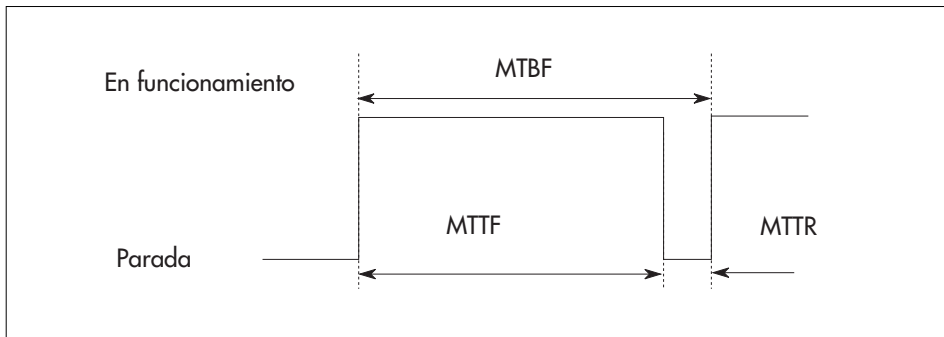 MTBF
En funcionamiento
MTTF
MTTR
Parada